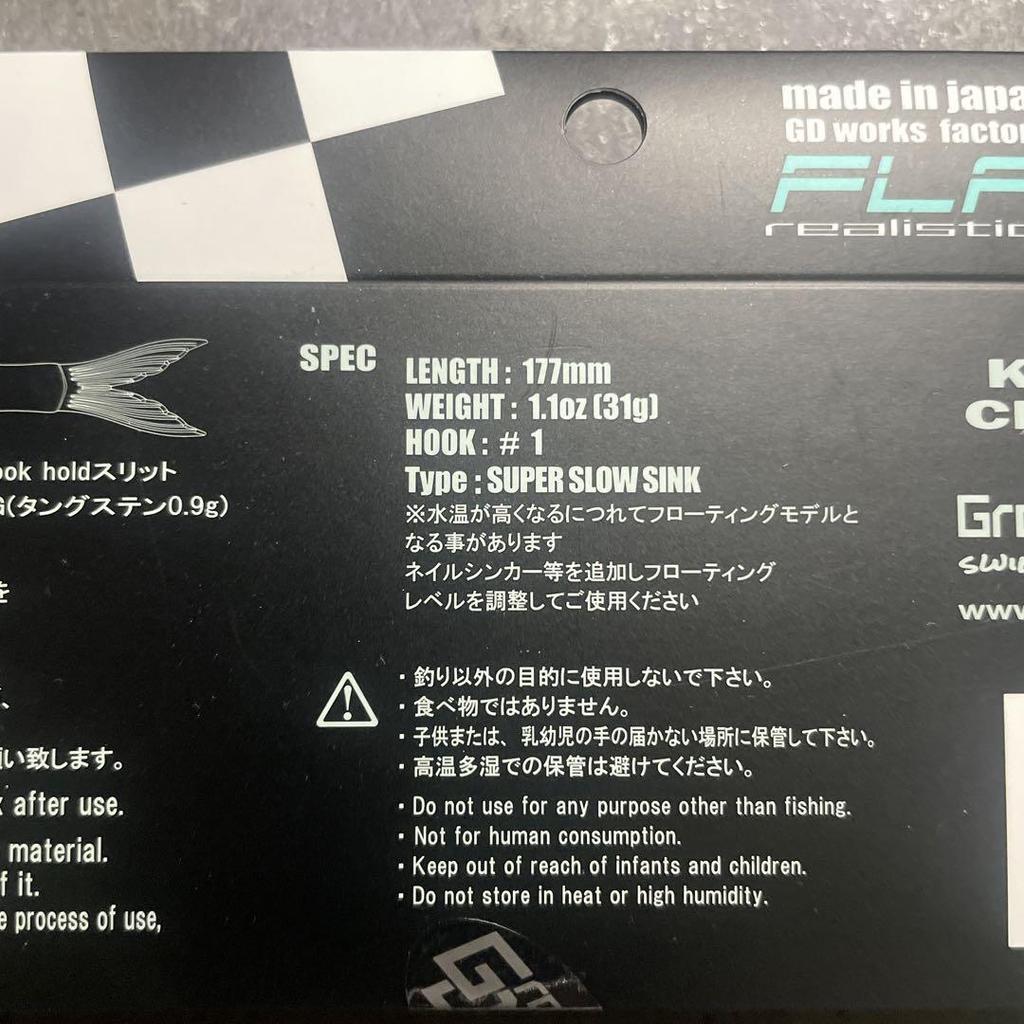 made in japa
GD works facto
FLA
realistic
SPEC
LENGTH : 177mm
WEIGHT : 1.1oz (31g)
HOOK : # 1
Type : SUPER SLOW SINK
※水温が高くなるにつれてフローティングモデルと
なる事があります
ネイルシンカー等を追加しフローティング
レベルを調整してご使用ください
ook holdスリット
G(タングステン0.9g)
を
、
い致します。
after use.
material.
f it.
e process of use,
・釣り以外の目的に使用しないで下さい。
・食べ物ではありません。
・子供または、乳幼児の手の届かない場所に保管して下さい。
・高温多湿での保管は避けてください。
・Do not use for any purpose other than fishing.
・Not for human consumption.
・Keep out of reach of infants and children.
・Do not store in heat or high humidity.
K
C
Gr
swi
www